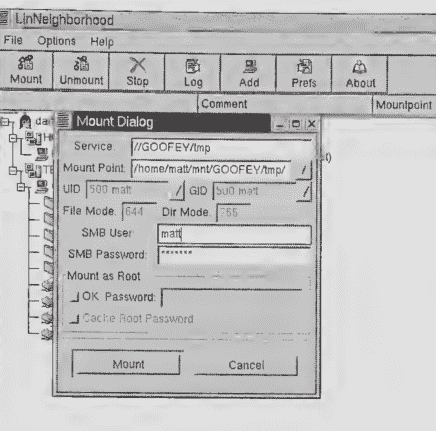 LinNeighborhood
File Options Help
Mount Unmount Stop Log Add Prefs About
Comment Mountpoint
Mount Dialog
Service: //GOOFEY/tmp
Mount Point: /home/matt/mnt/GOOFEY/tmp/
UID 500 matt GID 500 matt
File Mode: 644 Dir Mode: 755
SMB User matt
SMB Password: *******
Mount as Root
OK Password:
Cache Root Password
Mount Cancel